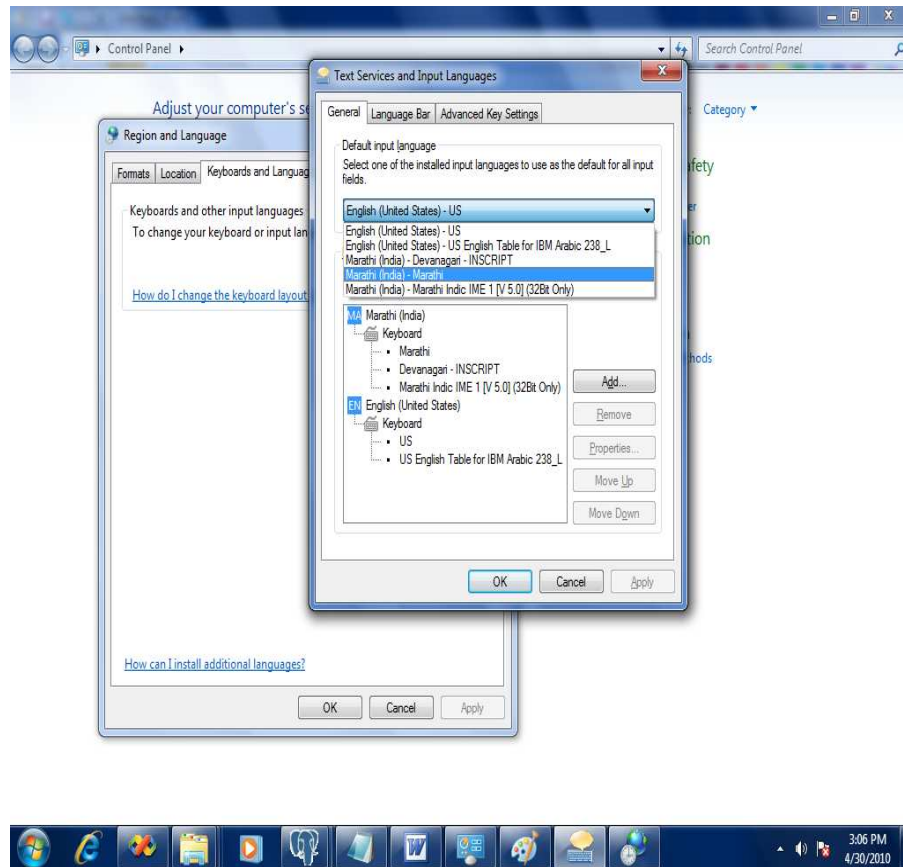 Control Panel
Search Control Panel
Adjust your computer's s
Category
Region and Language
Formats
Location
Keyboards and Languag
Keyboards and other input languages
To change your keyboard or input lan
How do I change the keyboard layout
How can I install additional languages?
OK
Cancel
Apply
Text Services and Input Languages
General
Language Bar
Advanced Key Settings
Default input language
Select one of the installed input languages to use as the default for all input
fields.
English (United States) - US
English (United States) - US
English (United States) - US English Table for IBM Arabic 238_L
Marathi (India) - Devanagari - INSCRIPT
Marathi (India) - Marathi
Marathi (India) - Marathi Indic IME 1 [V 5.0] (32Bit Only)
MA Marathi (India)
Keyboard
Marathi
Devanagari - INSCRIPT
Marathi Indic IME 1 [V 5.0] (32Bit Only)
EN English (United States)
Keyboard
US
US English Table for IBM Arabic 238_L
Add...
Remove
Properties...
Move Up
Move Down
OK
Cancel
Apply
fety
er
tion
hods
3:06 PM
4/30/2010